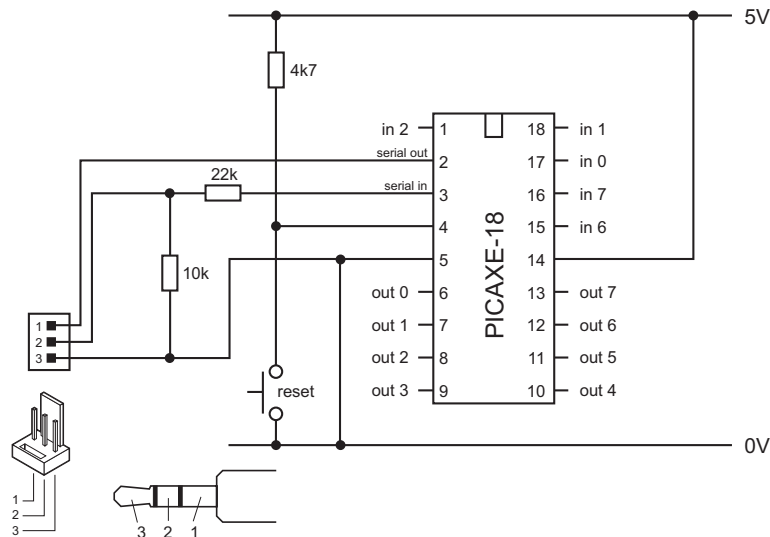 5V
4k7
in 2 1 18 in 1
serial out
2 17 in 0
22k
serial in
3 16 in 7
4 15 in 6
5 14
10k
PICAXE-18
out 0 6 13 out 7
out 1 7 12 out 6
out 2 8 11 out 5
out 3 9 10 out 4
1
2
3
reset
0V
1
2
3
3 2 1